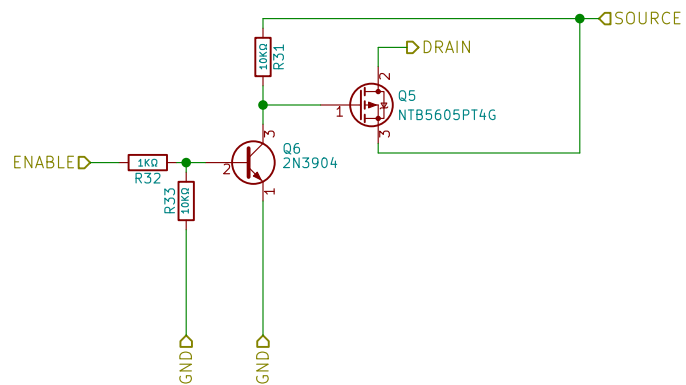 SOURCE
10KΩ
R31
DRAIN
2
Q5
NTB5605PT4G
1
3
3
Q6
2N3904
ENABLE
1KΩ
R32
2
1
R33
10KΩ
GND
GND